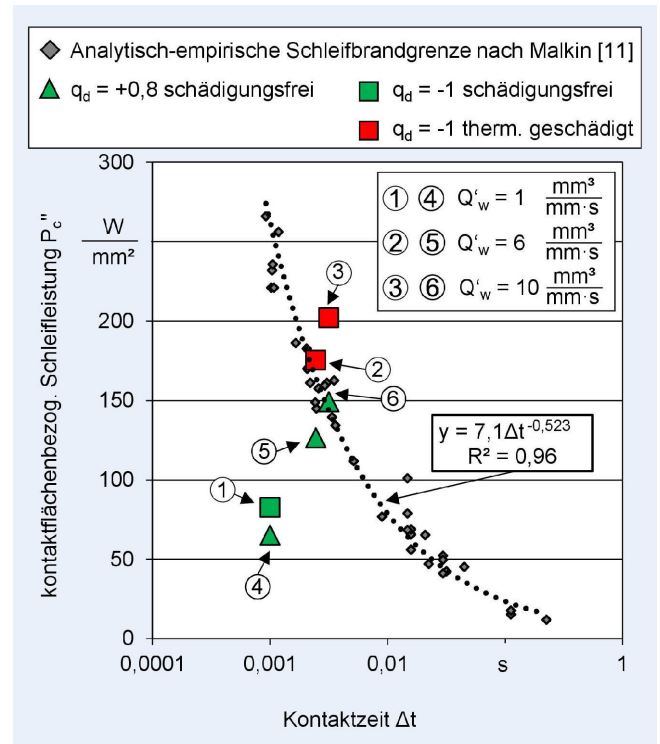 Analytisch-empirische Schleifbrandgrenze nach Malkin [11]
q_d = +0,8 schädigungsfrei
q_d = -1 schädigungsfrei
q_d = -1 therm. geschädigt
kontaktflächenbezog. Schleifleistung P_c''
W/mm²
300
200
150
100
50
0
① ④ Q'_w = 1 mm³/mm·s
② ⑤ Q'_w = 6 mm³/mm·s
③ ⑥ Q'_w = 10 mm³/mm·s
③
②
⑥
⑤
①
④
y = 7,1Δt^-0,523
R² = 0,96
0,0001
0,001
0,01
s
1
Kontaktzeit Δt